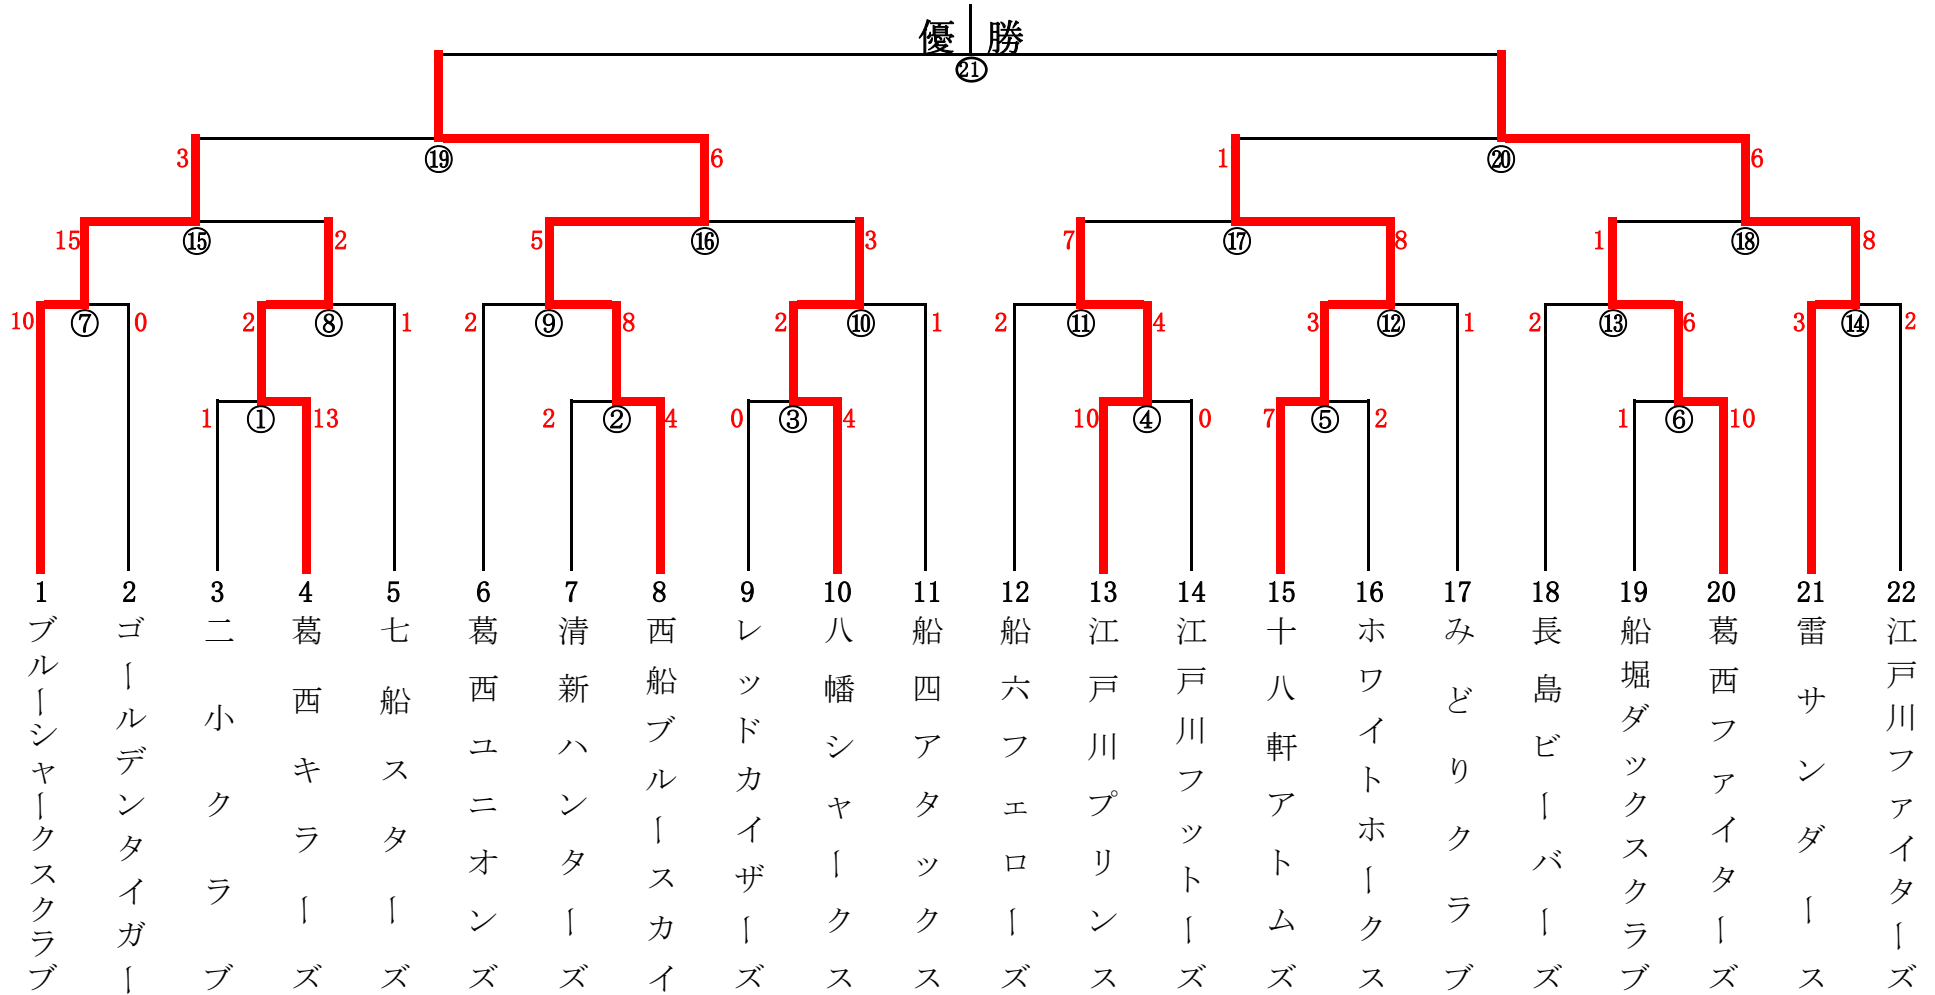 優 勝
㉑
3 ⑲ 6 1 ⑳ 6
15 ⑮ 2 5 ⑯ 3 7 ⑰ 8 1 ⑱ 8
10 ⑦ 0 2 ⑧ 1 2 ⑨ 8 2 ⑩ 1 2 ⑪ 4 3 ⑫ 1 2 ⑬ 6 3 ⑭ 2
1 ① 13 2 ② 4 0 ③ 4 10 ④ 0 7 ⑤ 2 1 ⑥ 10
1 2 3 4 5 6 7 8 9 10 11 12 13 14 15 16 17 18 19 20 21 22
ブルーシャークスクラブ
ゴールデンタイガー
二小クラブ
葛西キラーズ
七船スターズ
葛西ユニオンズ
清新ハンターズ
西船ブルースカイ
レッドカイザーズ
八幡シャークス
船四アタックス
船六フェローズ
江戸川プリンス
江戸川フットーズ
十八軒アトムズ
ホワイトホークス
みどりクラブ
長島ビーバーズ
船堀ダックスクラブ
葛西ファイターズ
雷サンダース
江戸川ファイターズ